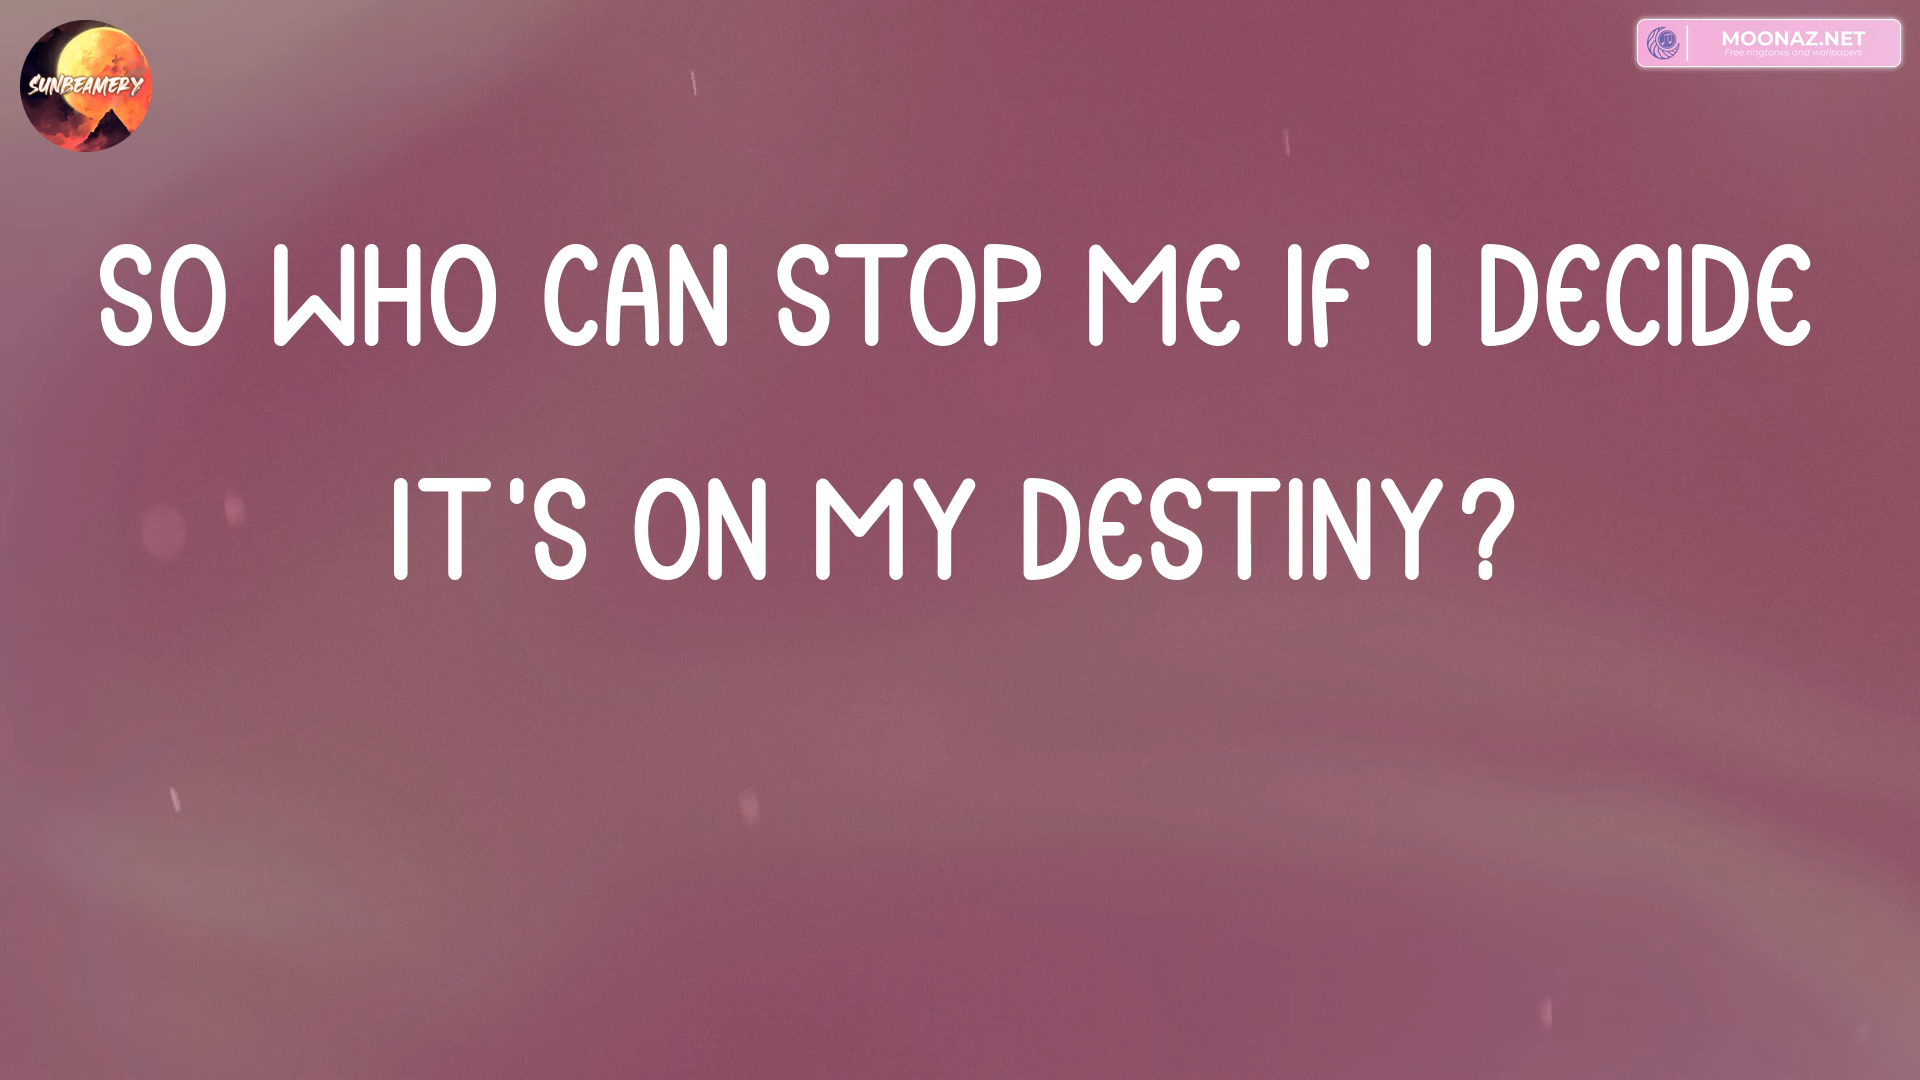 SUNBEAMERY
MOONAZ.NET
Free ringtones and wallpapers
SO WHO CAN STOP ME IF I DECIDE
IT'S ON MY DESTINY?